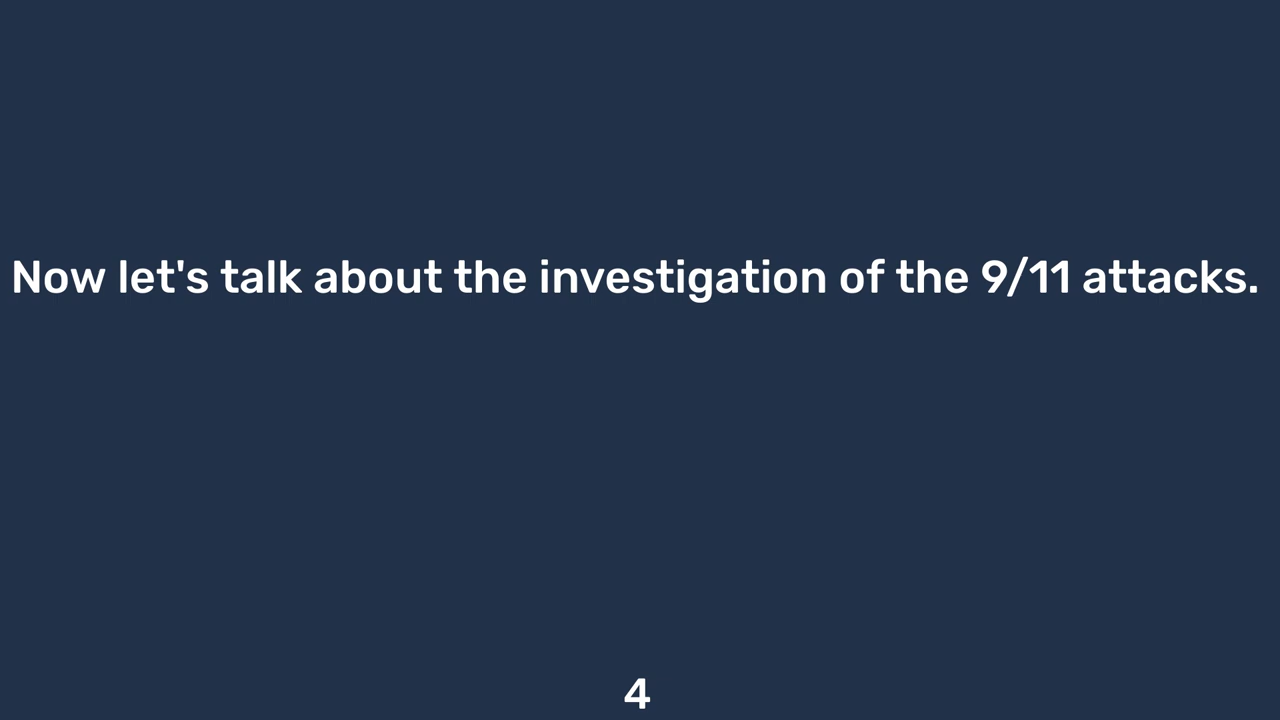 Now let's talk about the investigation of the 9/11 attacks.
4